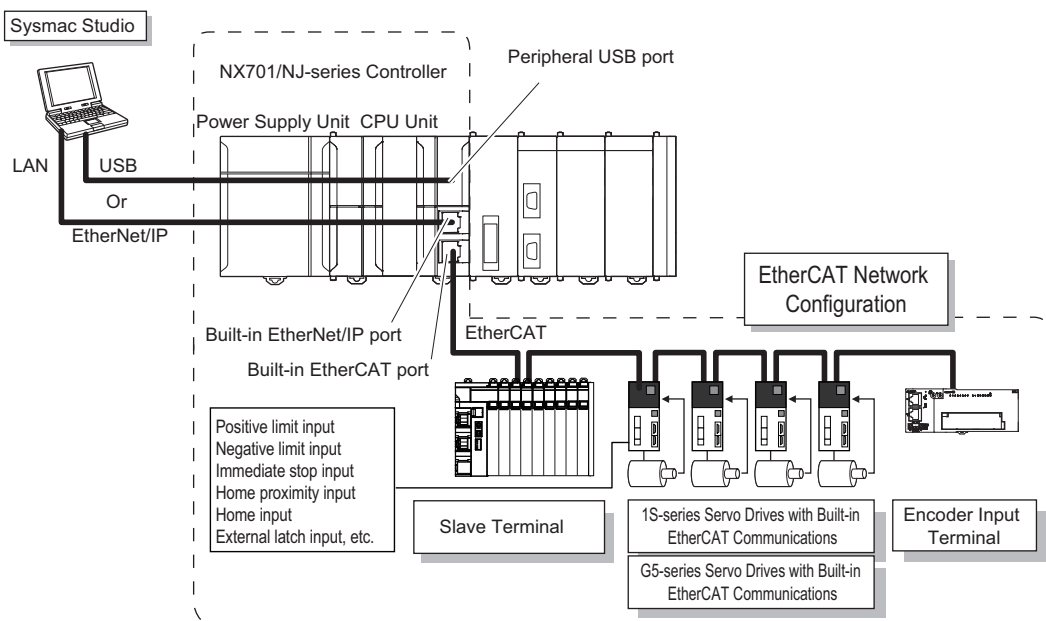 Sysmac Studio
NX701/NJ-series Controller
Peripheral USB port
Power Supply Unit
CPU Unit
LAN
USB
Or
EtherNet/IP
EtherCAT Network
Configuration
Built-in EtherNet/IP port
EtherCAT
Built-in EtherCAT port
Positive limit input
Negative limit input
Immediate stop input
Home proximity input
Home input
External latch input, etc.
Slave Terminal
1S-series Servo Drives with Built-in
EtherCAT Communications
G5-series Servo Drives with Built-in
EtherCAT Communications
Encoder Input
Terminal